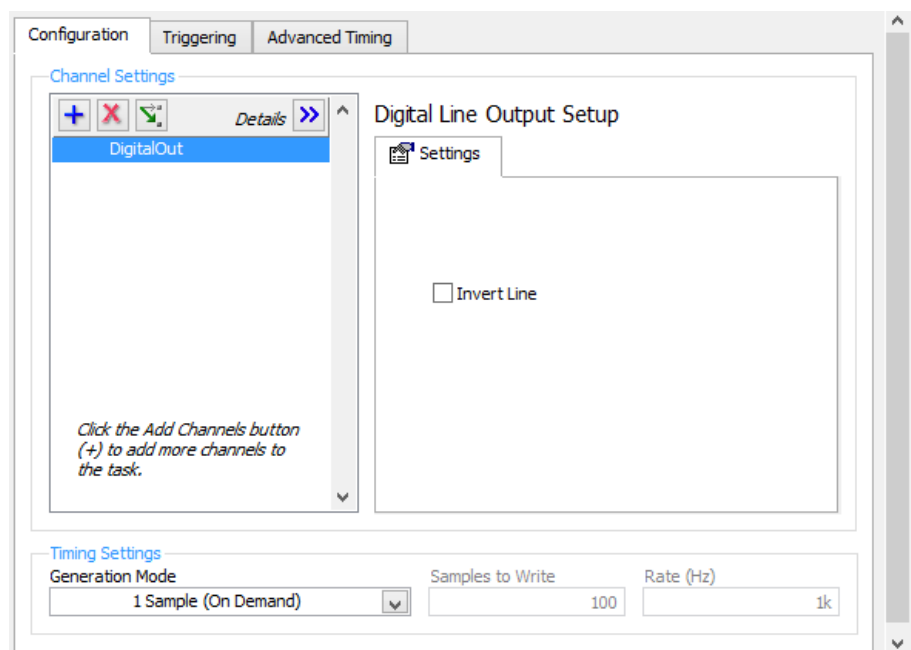 Configuration
Triggering
Advanced Timing
Channel Settings
Details
DigitalOut
Click the Add Channels button
(+) to add more channels to
the task.
Digital Line Output Setup
Settings
Invert Line
Timing Settings
Generation Mode
1 Sample (On Demand)
Samples to Write
100
Rate (Hz)
1k